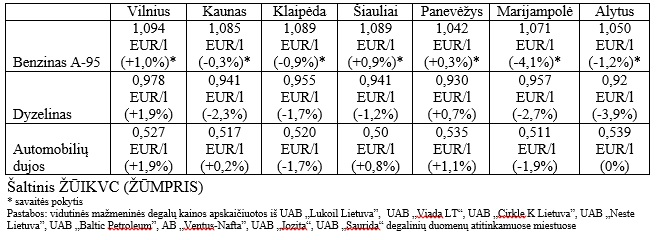 Vilnius Kaunas Klaipėda Šiauliai Panevėžys Marijampolė Alytus
1,094 1,085 1,089 1,089 1,042 1,071 1,050
EUR/l EUR/l EUR/l EUR/l EUR/l EUR/l EUR/l
Benzinas A-95 (+1,0%)* (-0,3%)* (-0,9%)* (+0,9%)* (+0,3%)* (-4,1%)* (-1,2%)*
0,978 0,941 0,955 0,941 0,930 0,957 0,92
EUR/l EUR/l EUR/l EUR/l EUR/l EUR/l EUR/l
Dyzelinas (+1,9%) (-2,3%) (-1,7%) (-1,2%) (+0,7%) (-2,7%) (-3,9%)
0,527 0,517 0,520 0,50 0,535 0,511 0,539
Automobilių EUR/l EUR/l EUR/l EUR/l EUR/l EUR/l EUR/l
dujos (+1,9%) (+0,2%) (-1,7%) (+0,8%) (+1,1%) (-1,9%) (0%)
Šaltinis ŽŪIKVC (ŽŪMPRIS)
* savaitės pokytis
Pastabos: vidutinės mažmeninės degalų kainos apskaičiuotos iš UAB „Lukoil Lietuva“, UAB „Viada LT“, UAB „Cirkle K Lietuva“, UAB „Neste
Lietuva“, UAB „Baltic Petroleum“, AB „Ventus-Nafta“, UAB „Jozita“, UAB „Saurida“ degalinių duomenų atitinkamuose miestuose